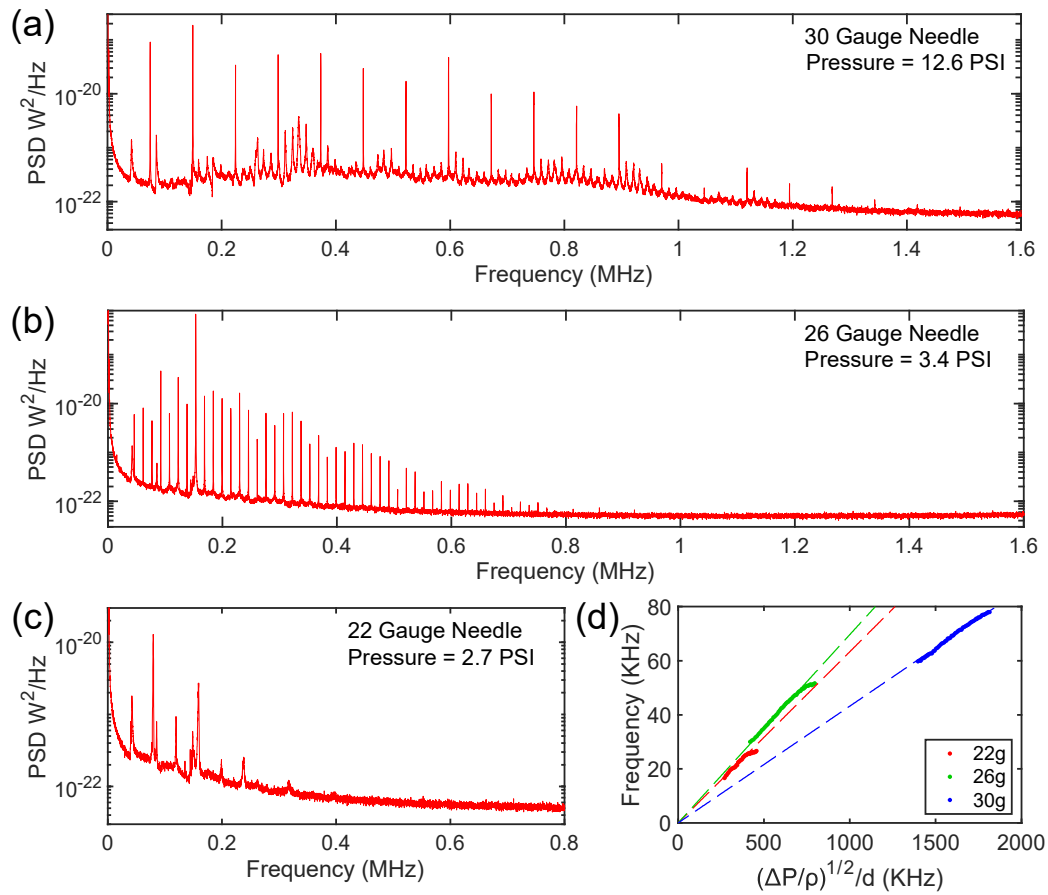 (a)
30 Gauge Needle
Pressure = 12.6 PSI
PSD W²/Hz
10⁻²⁰
10⁻²²
0 0.2 0.4 0.6 0.8 1 1.2 1.4 1.6
Frequency (MHz)
(b)
26 Gauge Needle
Pressure = 3.4 PSI
PSD W²/Hz
10⁻²⁰
10⁻²²
0 0.2 0.4 0.6 0.8 1 1.2 1.4 1.6
Frequency (MHz)
(c)
22 Gauge Needle
Pressure = 2.7 PSI
PSD W²/Hz
10⁻²⁰
10⁻²²
0 0.2 0.4 0.6 0.8
Frequency (MHz)
(d)
Frequency (KHz)
80
60
40
20
0
22g
26g
30g
0 500 1000 1500 2000
(ΔP/ρ)^1/2/d (KHz)